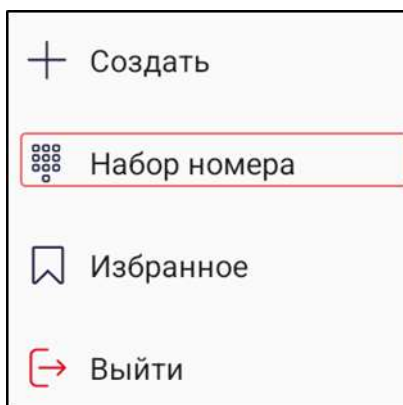 Создать
Набор номера
Избранное
Выйти